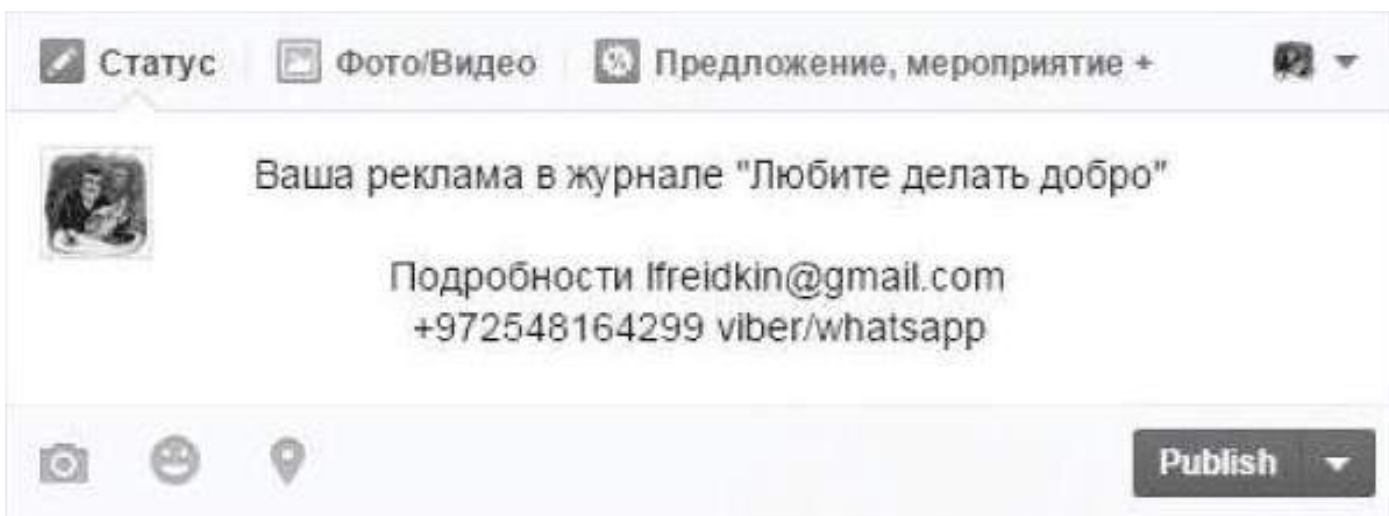 Статус Фото/Видео Предложение, мероприятие +
Ваша реклама в журнале "Любите делать добро"
Подробности lfreidkin@gmail.com
+972548164299 viber/whatsapp
Publish